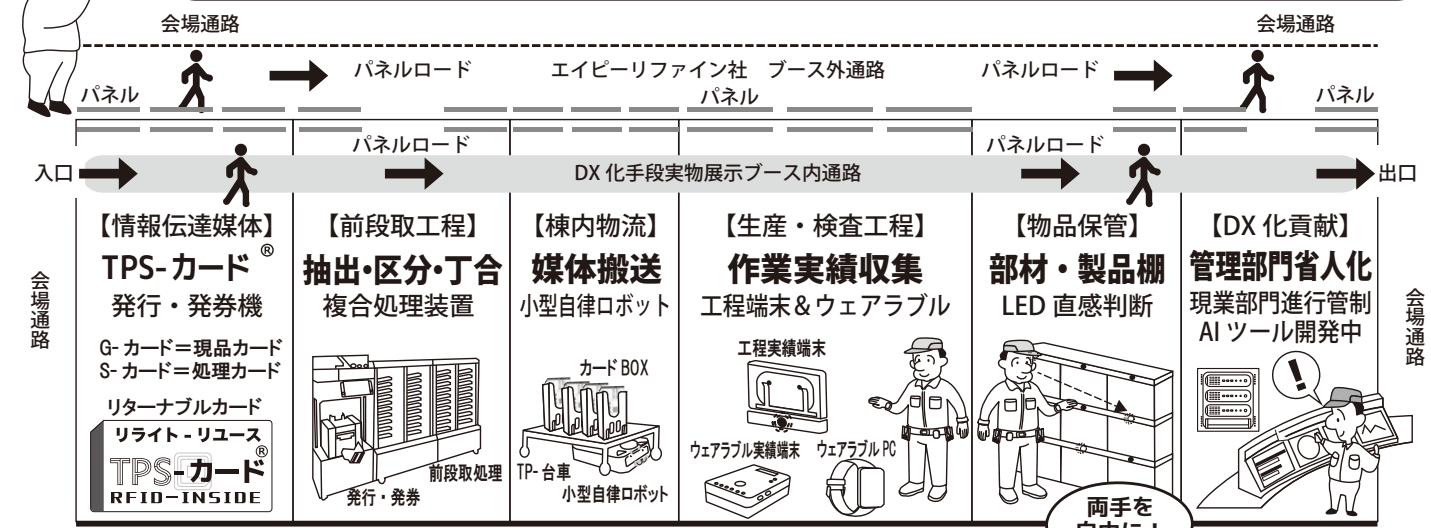 会場通路
会場通路
パネルロード
エイピーリファイン社 ブース外通路
パネルロード
パネル
パネル
パネル
パネルロード
パネルロード
入口
DX 化手段実物展示ブース内通路
出口
会場通路
【情報伝達媒体】
TPS-カード®
発行・発券機
G-カード=現品カード
S-カード=処理カード
リターナブルカード
リライト-リユース
TPS-カード®
RFID-INSIDE
【前段取工程】
抽出・区分・丁合
複合処理装置
前段取処理
発行・発券
【棟内物流】
媒体搬送
小型自律ロボット
カード BOX
TP-台車
小型自律ロボット
【生産・検査工程】
作業実績収集
工程端末&ウェアラブル
工程実績端末
ウェアラブル実績端末
ウェアラブル PC
【物品保管】
部材・製品棚
LED 直感判断
両手を
【DX 化貢献】
管理部門省人化
現業部門進行管制
AI ツール開発中
!
会場通路